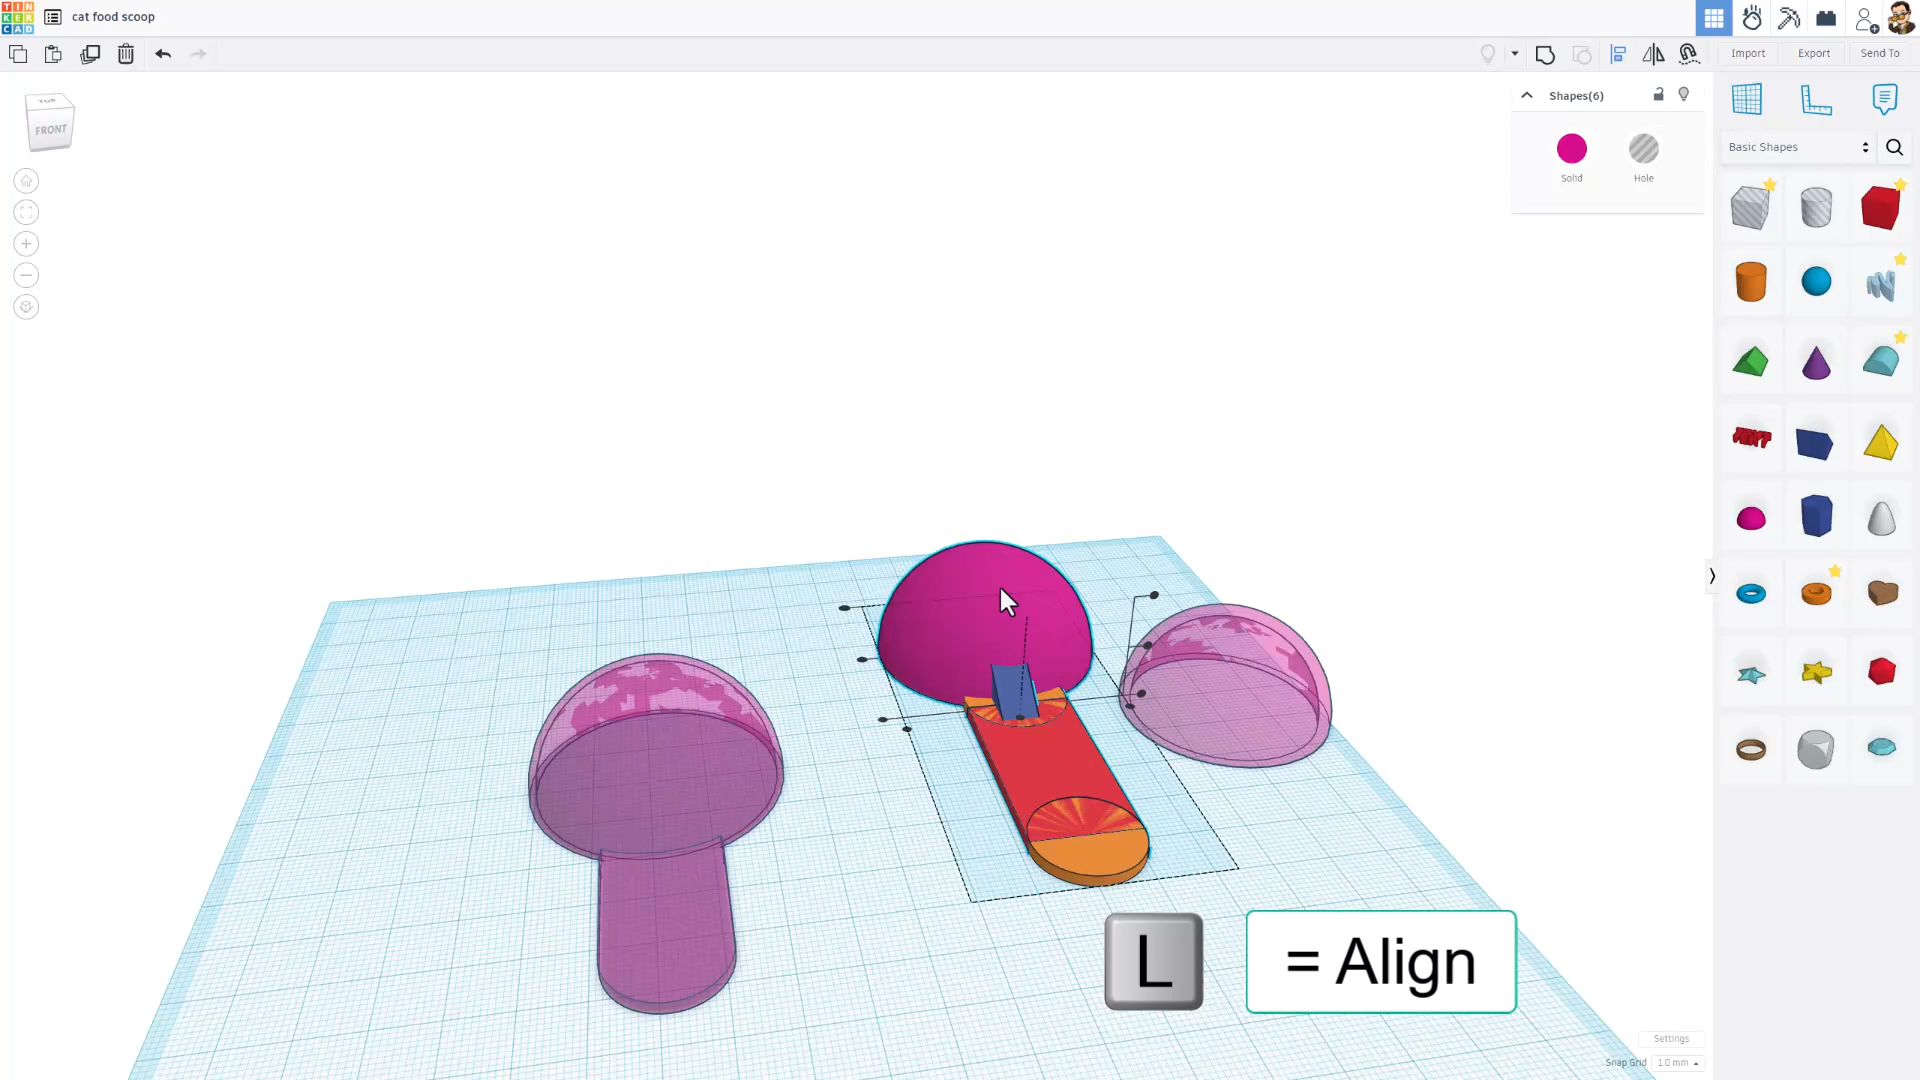 TIN
KER
CAD
cat food scoop
Import
Export
Send To
TOP
FRONT
Shapes(6)
Solid
Hole
Basic Shapes
L
= Align
Settings
Snap Grid
1.0 mm